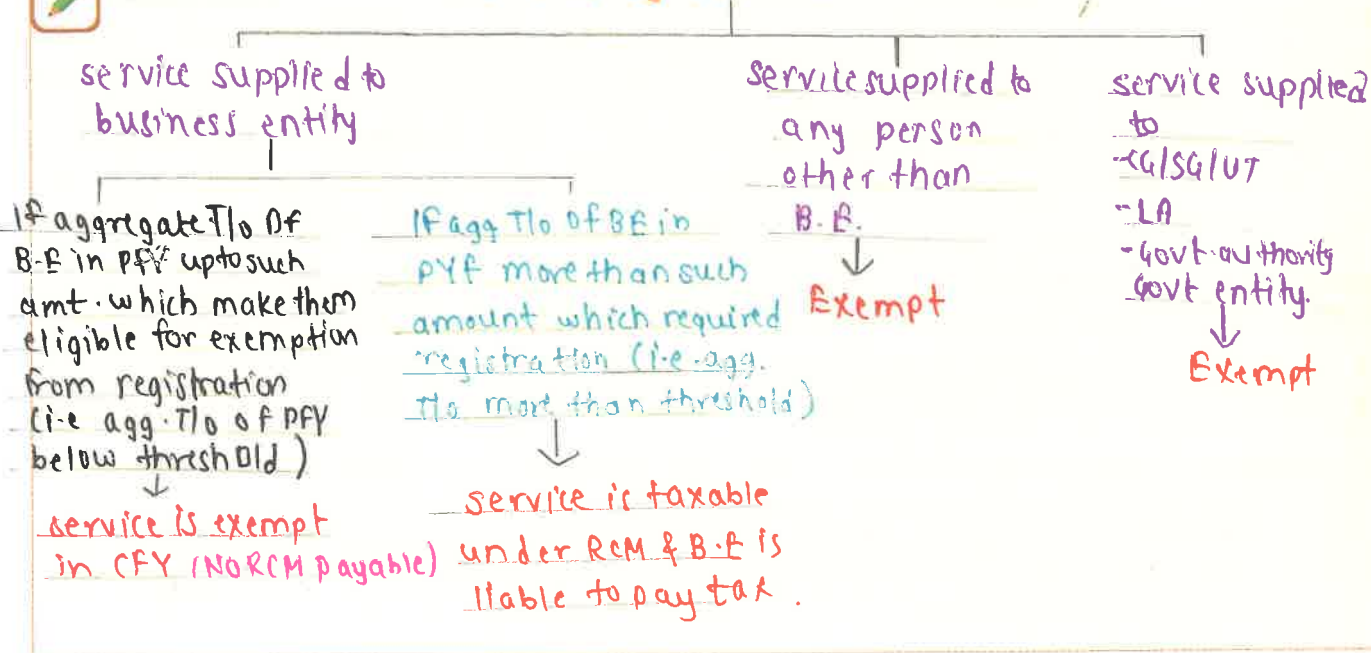 service supplied to
business entity
If aggregate T/o Of
B.E in PFY upto such
amt. which make them
eligible for exemption
from registration
(i-e agg. T/o of PFY
below threshold)
service is exempt
in CFY (NO RCM payable)
If agg T/o Of BE in
PYF more than such
amount which required
registration (i-e agg.
T/o more than threshold)
service is taxable
under RCM & B.E is
liable to pay tax.
service supplied to
any person
other than
B.E.
Exempt
service supplied
to
-CG/SG/UT
-LA
-Govt. authority
Govt entity.
Exempt